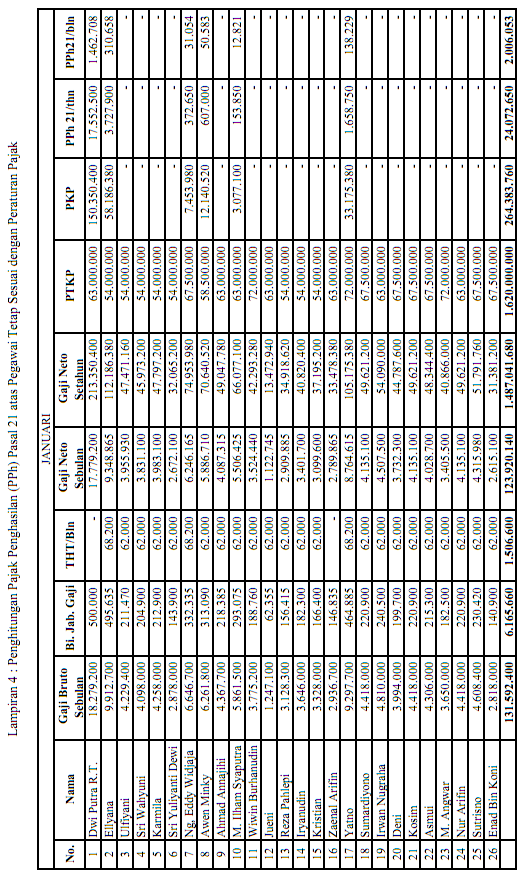 Lampiran 4 : Penghitungan Pajak Penghasilan (PPh) Pasal 21 atas Pegawai Tetap Sesuai dengan Peraturan Pajak
JANUARI
No. Nama Gaji Bruto Sebulan Bi. Jab. Gaji THT/Bln Gaji Neto Sebulan Gaji Neto Setahun PTKP PKP PPh 21/thn PPh21/bln
1 Dwi Putra R.T. 18.279.200 500.000 - 17.779.200 213.350.400 63.000.000 150.350.400 17.552.500 1.462.708
2 Ellyana 9.912.700 495.635 68.200 9.348.865 112.186.380 54.000.000 58.186.380 3.727.900 310.658
3 Ulfiyani 4.229.400 211.470 62.000 3.955.930 47.471.160 54.000.000 - - -
4 Sri Wahyuni 4.098.000 204.900 62.000 3.831.100 45.973.200 54.000.000 - - -
5 Karmila 4.258.000 212.900 62.000 3.983.100 47.797.200 54.000.000 - - -
6 Sri Yuliyanti Dewi 2.878.000 143.900 62.000 2.672.100 32.065.200 54.000.000 - - -
7 Ng. Eddy Widjaja 6.646.700 332.335 68.200 6.246.165 74.953.980 67.500.000 7.453.980 372.650 31.054
8 Awen Minky 6.261.800 313.090 62.000 5.886.710 70.640.520 58.500.000 12.140.520 607.000 50.583
9 Ahmad Annajihi 4.367.700 218.385 62.000 4.087.315 49.047.780 63.000.000 - - -
10 M. Ilham Syaputra 5.861.500 293.075 62.000 5.506.425 66.077.100 63.000.000 3.077.100 153.850 12.821
11 Wiwin Burhanudin 3.775.200 188.760 62.000 3.524.440 42.293.280 72.000.000 - - -
12 Jueni 1.247.100 62.355 62.000 1.122.745 13.472.940 63.000.000 - - -
13 Reza Pahlepi 3.128.300 156.415 62.000 2.909.885 34.918.620 54.000.000 - - -
14 Iryanudin 3.646.000 182.300 62.000 3.401.700 40.820.400 54.000.000 - - -
15 Kristian 3.328.000 166.400 62.000 3.099.600 37.195.200 54.000.000 - - -
16 Zaenal Arifin 2.936.700 146.835 - 2.789.865 33.478.380 63.000.000 - - -
17 Yatno 9.297.700 464.885 68.200 8.764.615 105.175.380 72.000.000 33.175.380 1.658.750 138.229
18 Sumardiyono 4.418.000 220.900 62.000 4.135.100 49.621.200 67.500.000 - - -
19 Irwan Nugraha 4.810.000 240.500 62.000 4.507.500 54.090.000 63.000.000 - - -
20 Deni 3.994.000 199.700 62.000 3.732.300 44.787.600 67.500.000 - - -
21 Kosim 4.418.000 220.900 62.000 4.135.100 49.621.200 67.500.000 - - -
22 Asmui 4.306.000 215.300 62.000 4.028.700 48.344.400 67.500.000 - - -
23 M. Angwar 3.650.000 182.500 62.000 3.405.500 40.866.000 72.000.000 - - -
24 Nur Arifin 4.418.000 220.900 62.000 4.135.100 49.621.200 63.000.000 - - -
25 Sutrisno 4.608.400 230.420 62.000 4.315.980 51.791.760 67.500.000 - - -
26 Enad Bin Koni 2.818.000 140.900 62.000 2.615.100 31.381.200 67.500.000 - - -
131.592.400 6.165.660 1.506.600 123.920.140 1.487.041.680 1.620.000.000 264.383.760 24.072.650 2.006.053